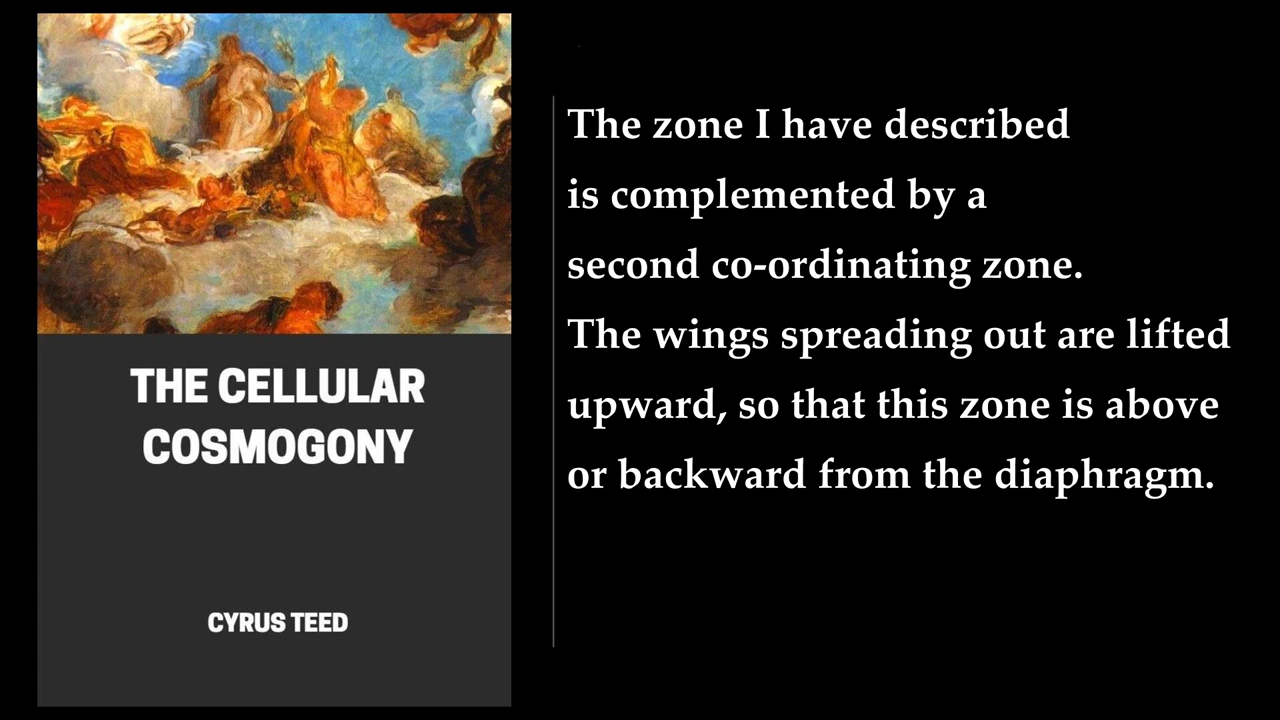 THE CELLULAR
COSMOGONY
CYRUS TEED
The zone I have described
is complemented by a
second co-ordinating zone.
The wings spreading out are lifted
upward, so that this zone is above
or backward from the diaphragm.